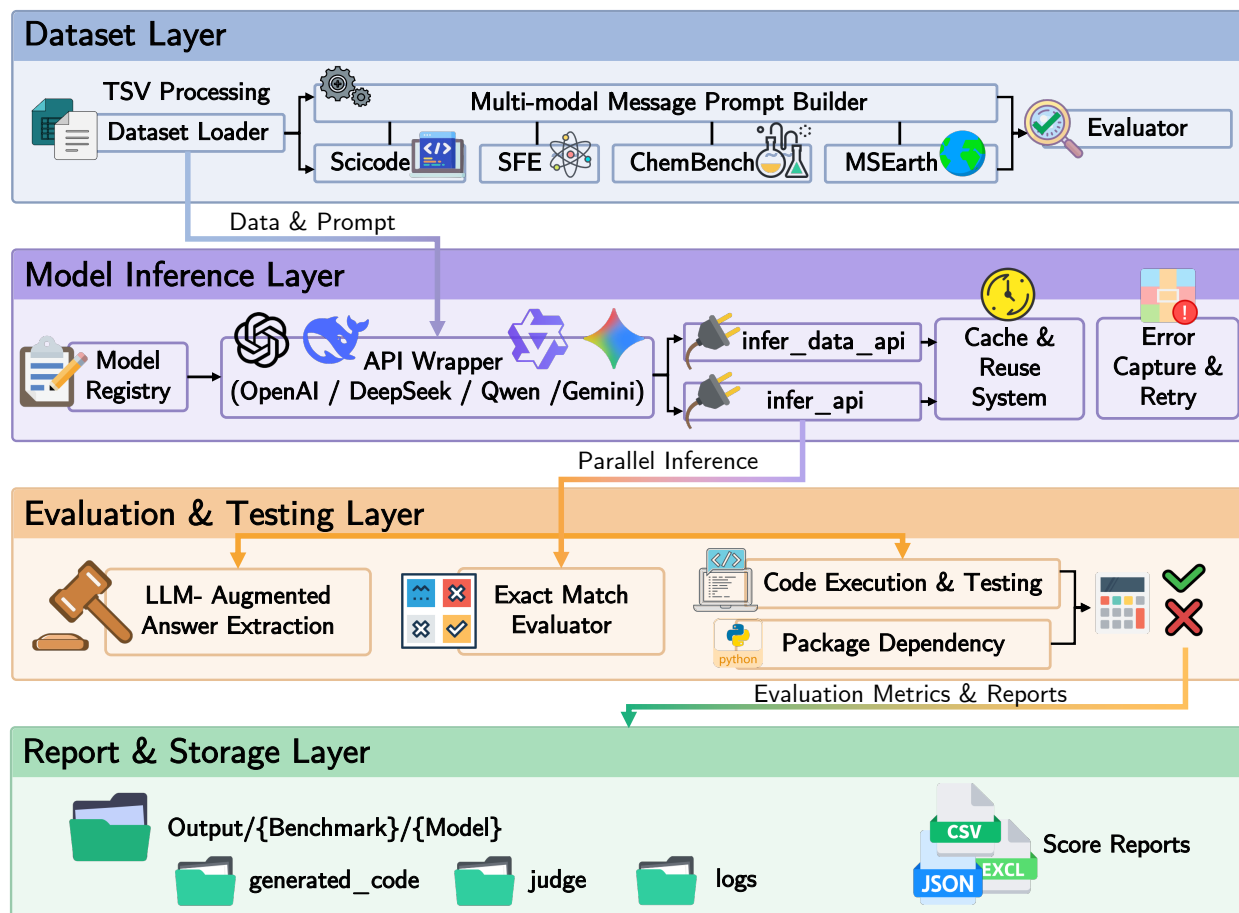 Dataset Layer
TSV Processing
Dataset Loader
Multi-modal Message Prompt Builder
Scicode
</>
SFE
ChemBench
MSEarth
Evaluator
Data & Prompt
Model Inference Layer
Model
Registry
API Wrapper
(OpenAI / DeepSeek / Qwen /Gemini)
infer_data_api
infer_api
Cache &
Reuse
System
!
Error
Capture &
Retry
Parallel Inference
Evaluation & Testing Layer
LLM- Augmented
Answer Extraction
Exact Match
Evaluator
</>
Code Execution & Testing
python
Package Dependency
Evaluation Metrics & Reports
Report & Storage Layer
Output/{Benchmark}/{Model}
generated_code
judge
logs
CSV
EXCL
JSON
Score Reports